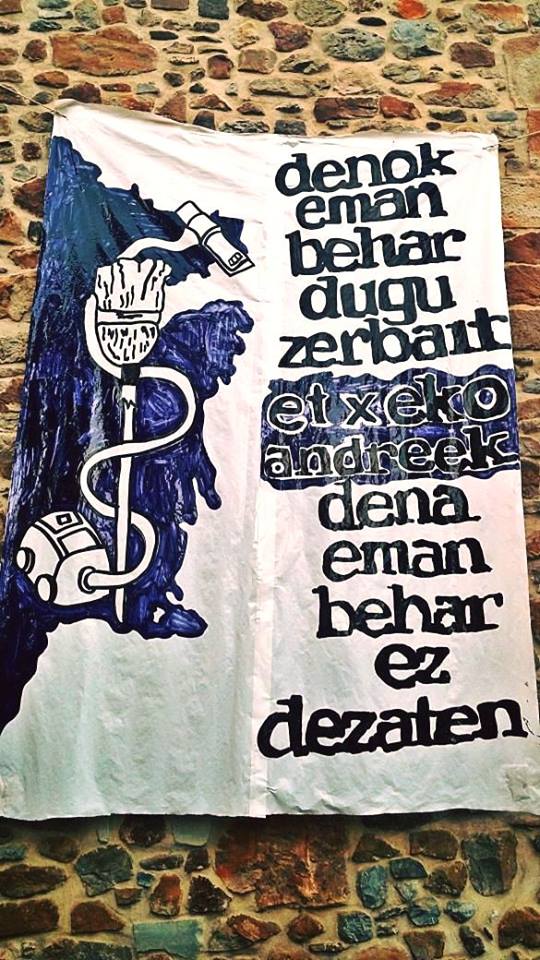 denok
eman
behar
dugu
zerbait
etxeko
andreek
dena
eman
behar
ez
dezaten